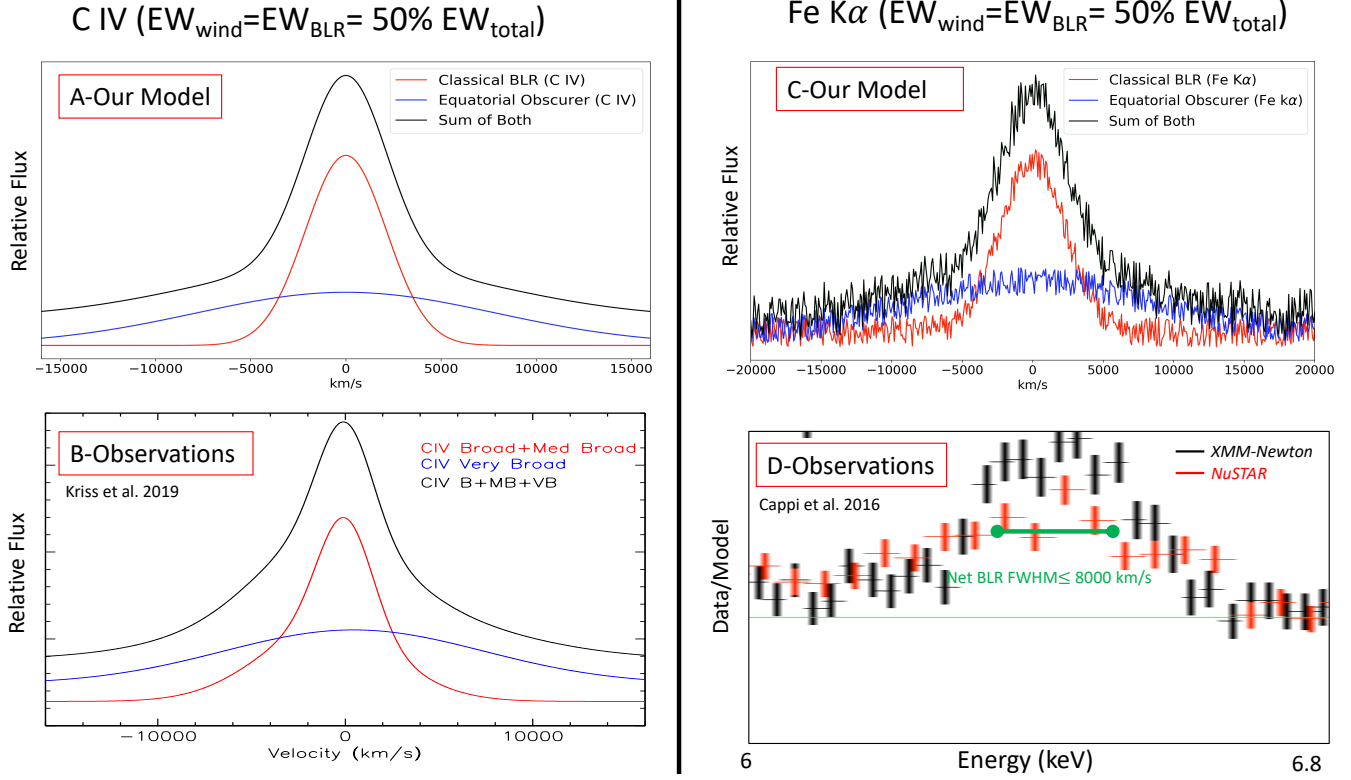 C IV (EWwind=EWBLR= 50% EWtotal)
A-Our Model
Classical BLR (C IV)
Equatorial Obscurer (C IV)
Sum of Both
Relative Flux
−15000 −10000 −5000 0 5000 10000 15000
km/s
B-Observations
Kriss et al. 2019
CIV Broad+Med Broad
CIV Very Broad
CIV B+MB+VB
Relative Flux
−10000 0 10000
Velocity (km/s)
Fe K𝛼 (EWwind=EWBLR= 50% EWtotal)
C-Our Model
Classical BLR (Fe Kα)
Equatorial Obscurer (Fe kα)
Sum of Both
Relative Flux
−20000 −15000 −10000 −5000 0 5000 10000 15000 20000
km/s
D-Observations
Cappi et al. 2016
XMM-Newton
NuSTAR
Net BLR FWHM≤ 8000 km/s
Data/Model
6 6.8
Energy (keV)